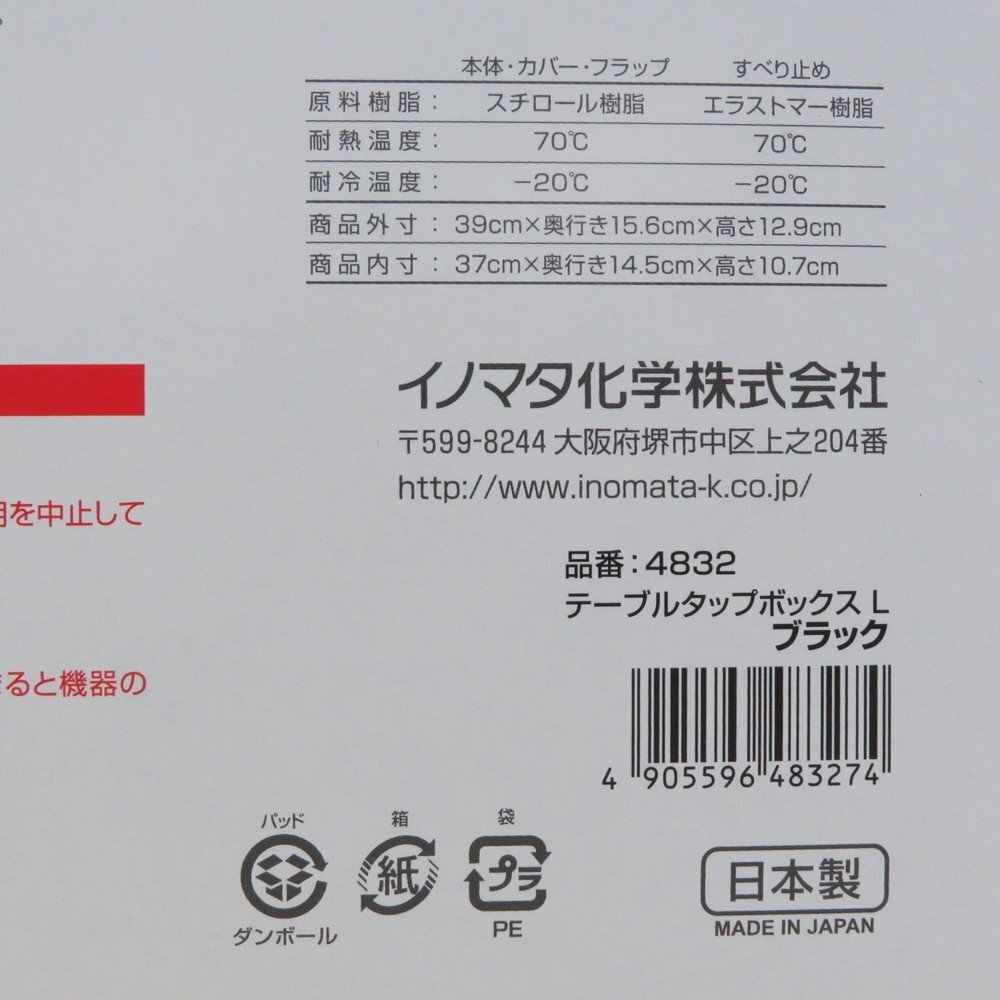 本体・カバー・フラップ すべり止め
原料樹脂： スチロール樹脂 エラストマー樹脂
耐熱温度： 70℃ 70℃
耐冷温度： −20℃ −20℃
商品外寸：39cm×奥行き15.6cm×高さ12.9cm
商品内寸：37cm×奥行き14.5cm×高さ10.7cm
イノマタ化学株式会社
〒599-8244 大阪府堺市中区上之204番
http://www.inomata-k.co.jp/
を中止して
品番：4832
テーブルタップボックス L
ブラック
ると機器の
4 905596 483274
パッド 箱 袋
紙 プラ
ダンボール PE
日本製
MADE IN JAPAN